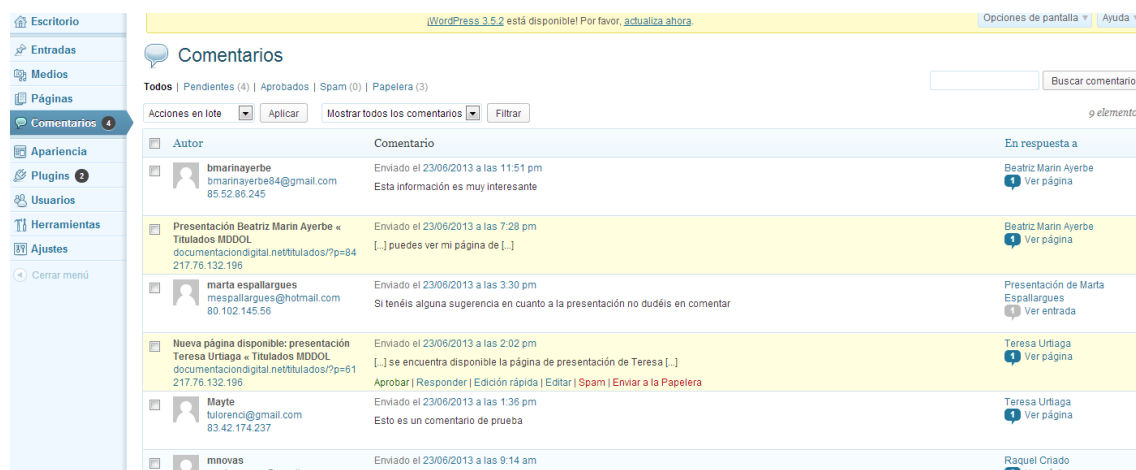 Escritorio
Entradas
Medios
Páginas
Comentarios 4
Apariencia
Plugins 2
Usuarios
Herramientas
Ajustes
Cerrar menú
¡WordPress 3.5.2 está disponible! Por favor, actualiza ahora.
Opciones de pantalla Ayuda
Comentarios
Todos | Pendientes (4) | Aprobados | Spam (0) | Papelera (3)
Buscar comentario
Acciones en lote Aplicar Mostrar todos los comentarios Filtrar
9 elemento
Autor Comentario En respuesta a
bmarinayerbe
bmarinayerbe84@gmail.com
85.52.86.245
Enviado el 23/06/2013 a las 11:51 pm
Esta información es muy interesante
Beatriz Marin Ayerbe
1 Ver página
Presentación Beatriz Marin Ayerbe «
Titulados MDDOL
documentaciondigital.net/titulados/?p=84
217.76.132.196
Enviado el 23/06/2013 a las 7:28 pm
[...] puedes ver mi página de [...]
Beatriz Marin Ayerbe
1 Ver página
marta espallargues
mespallargues@hotmail.com
80.102.145.56
Enviado el 23/06/2013 a las 3:30 pm
Si tenéis alguna sugerencia en cuanto a la presentación no dudéis en comentar
Presentación de Marta
Espallargues
1 Ver entrada
Nueva página disponible: presentación
Teresa Urtiaga « Titulados MDDOL
documentaciondigital.net/titulados/?p=61
217.76.132.196
Enviado el 23/06/2013 a las 2:02 pm
[...] se encuentra disponible la página de presentación de Teresa [...]
Aprobar | Responder | Edición rápida | Editar | Spam | Enviar a la Papelera
Teresa Urtiaga
1 Ver página
Mayte
tulorenci@gmail.com
83.42.174.237
Enviado el 23/06/2013 a las 1:36 pm
Esto es un comentario de prueba
Teresa Urtiaga
1 Ver página
mnovas
Enviado el 23/06/2013 a las 9:14 am
Raquel Criado